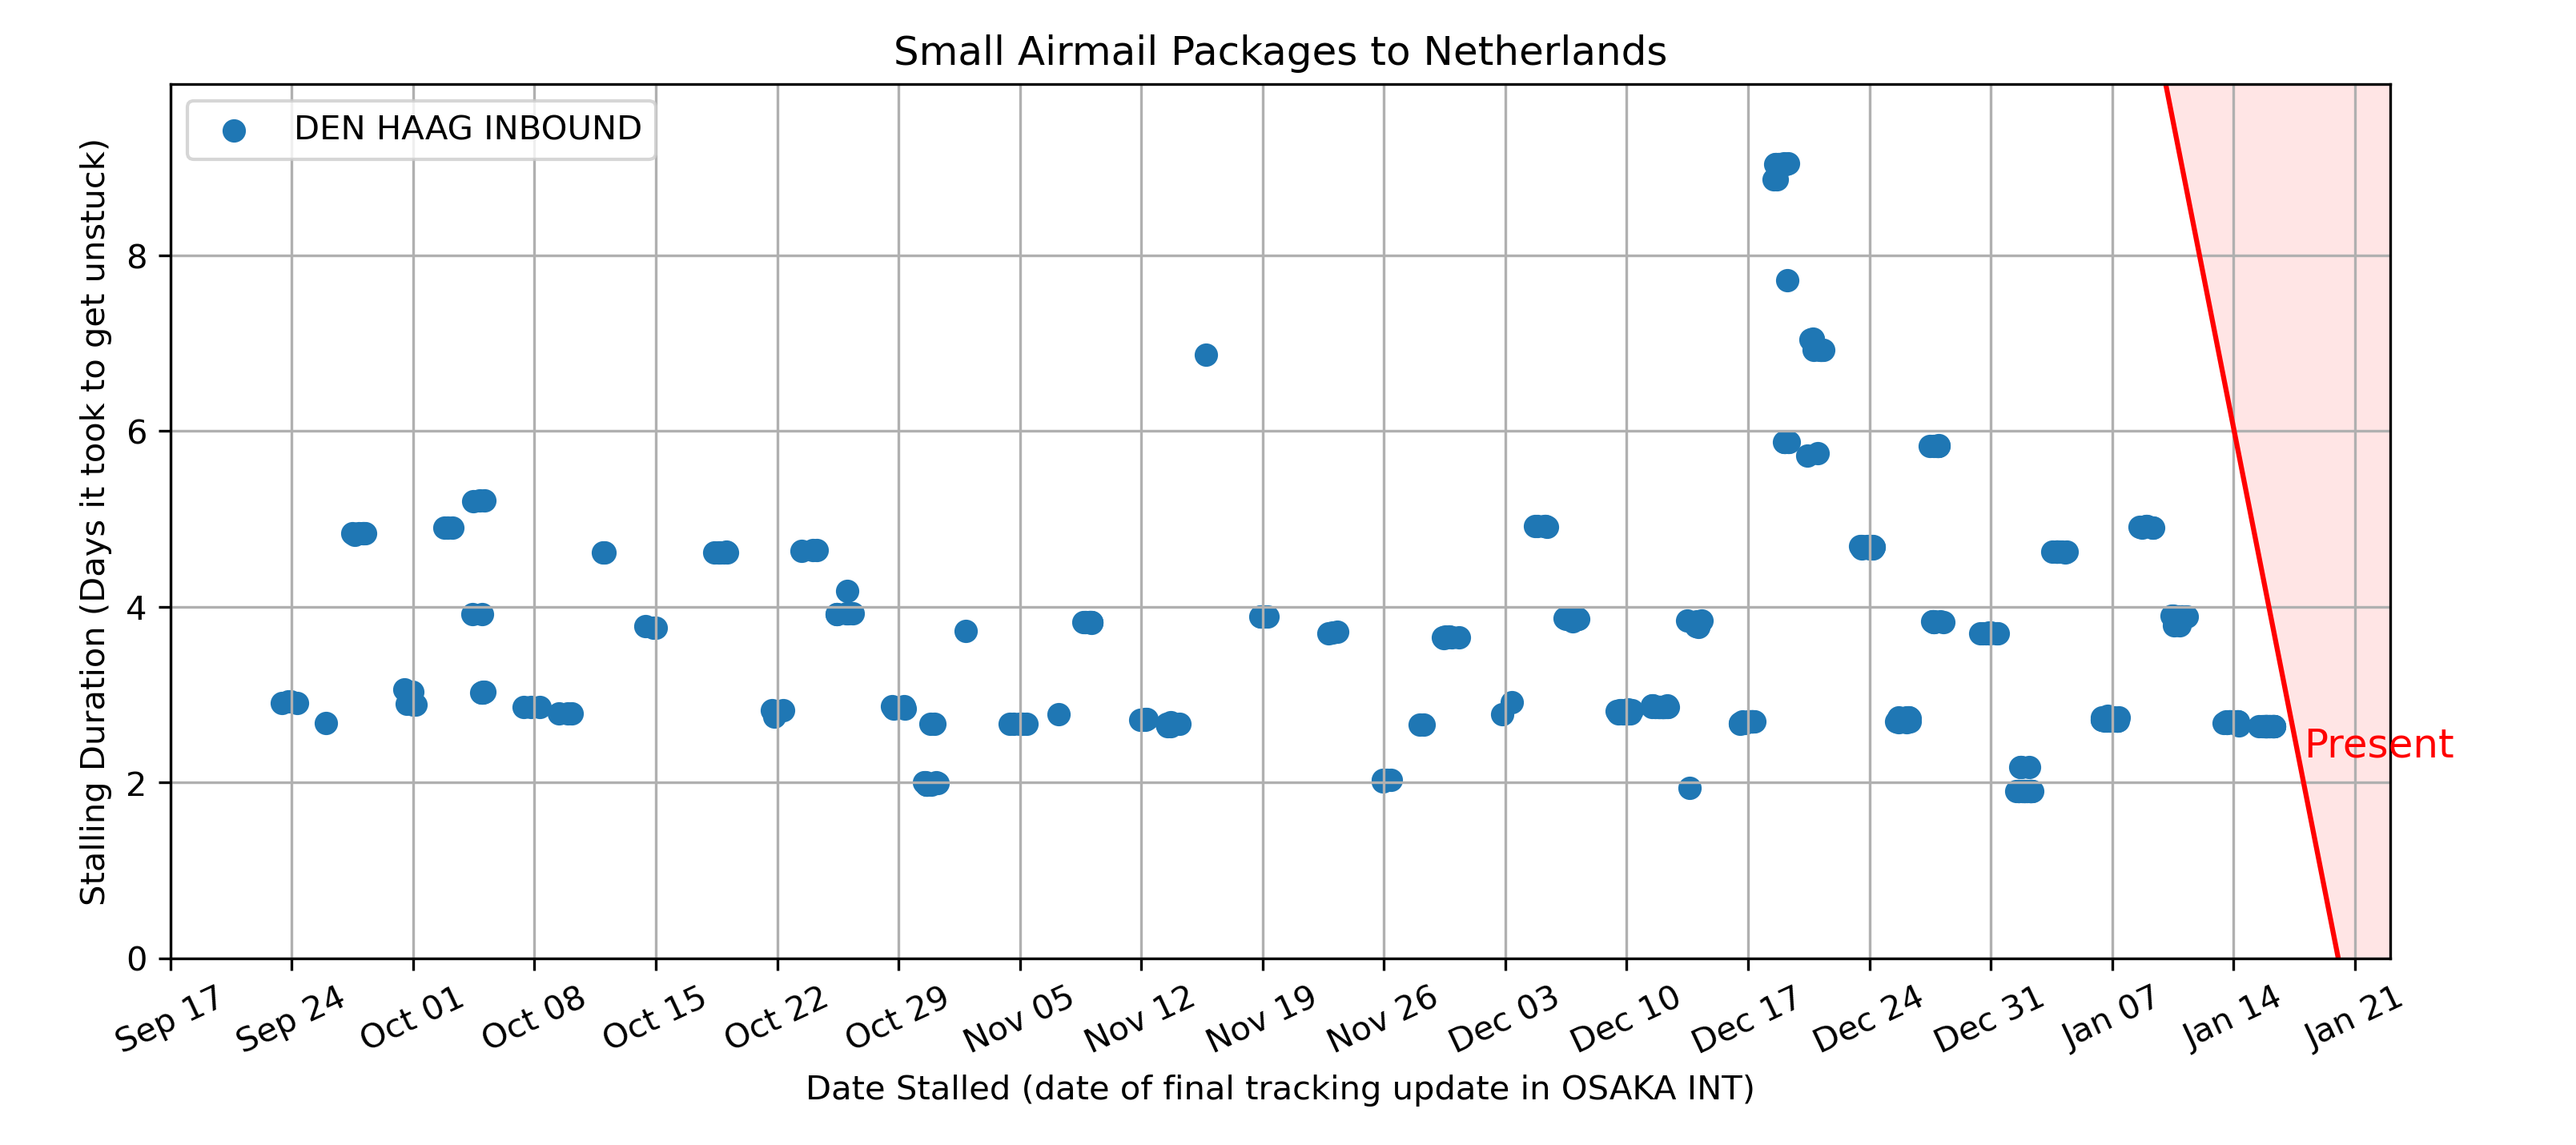 Small Airmail Packages to Netherlands
DEN HAAG INBOUND
Stalling Duration (Days it took to get unstuck)
8
6
4
2
0
Present
Sep 17 Sep 24 Oct 01 Oct 08 Oct 15 Oct 22 Oct 29 Nov 05 Nov 12 Nov 19 Nov 26 Dec 03 Dec 10 Dec 17 Dec 24 Dec 31 Jan 07 Jan 14 Jan 21
Date Stalled (date of final tracking update in OSAKA INT)